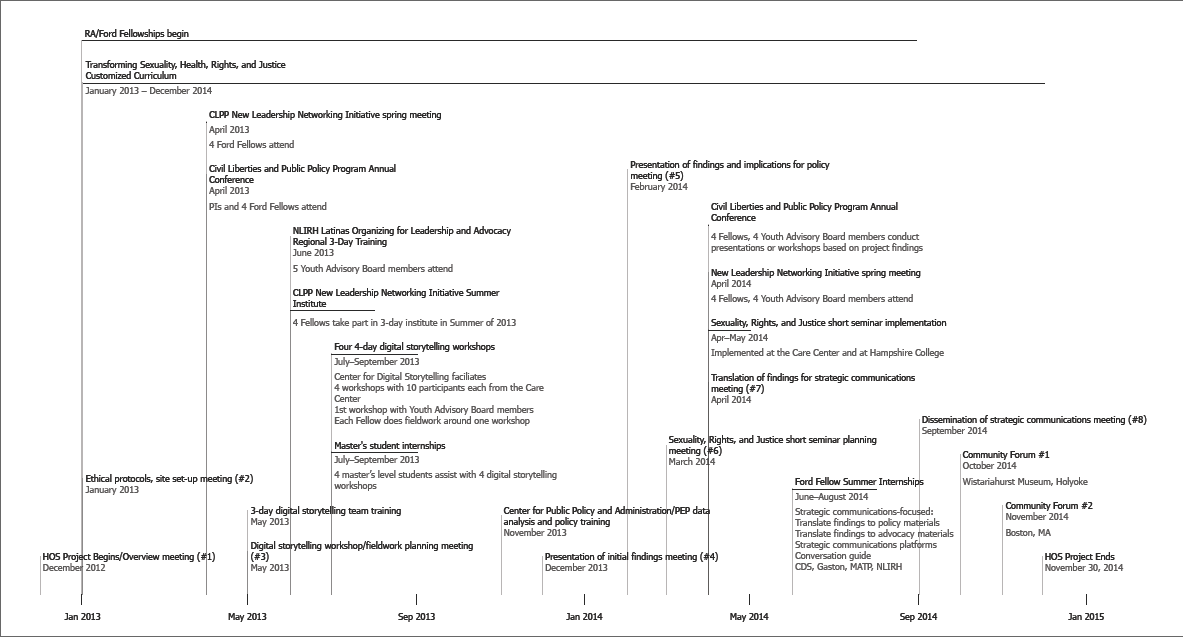 RA/Ford Fellowships begin
Transforming Sexuality, Health, Rights, and Justice
Customized Curriculum
January 2013 – December 2014
CLPP New Leadership Networking Initiative spring meeting
April 2013
4 Ford Fellows attend
Civil Liberties and Public Policy Program Annual
Conference
April 2013
PIs and 4 Ford Fellows attend
NLIRH Latinas Organizing for Leadership and Advocacy
Regional 3-Day Training
June 2013
5 Youth Advisory Board members attend
CLPP New Leadership Networking Initiative Summer
Institute
4 Fellows take part in 3-day institute in Summer of 2013
Four 4-day digital storytelling workshops
July–September 2013
Center for Digital Storytelling faciliates
4 workshops with 10 participants each from the Care
Center
1st workshop with Youth Advisory Board members
Each Fellow does fieldwork around one workshop
Master's student internships
July–September 2013
4 master's level students assist with 4 digital storytelling
workshops
Ethical protocols, site set-up meeting (#2)
January 2013
3-day digital storytelling team training
May 2013
Digital storytelling workshop/fieldwork planning meeting
(#3)
May 2013
HOS Project Begins/Overview meeting (#1)
December 2012
Presentation of findings and implications for policy
meeting (#5)
February 2014
Civil Liberties and Public Policy Program Annual
Conference
4 Fellows, 4 Youth Advisory Board members conduct
presentations or workshops based on project findings
New Leadership Networking Initiative spring meeting
April 2014
4 Fellows, 4 Youth Advisory Board members attend
Sexuality, Rights, and Justice short seminar implementation
Apr–May 2014
Implemented at the Care Center and at Hampshire College
Translation of findings for strategic communications
meeting (#7)
April 2014
Sexuality, Rights, and Justice short seminar planning
meeting (#6)
March 2014
Center for Public Policy and Administration/PEP data
analysis and policy training
November 2013
Presentation of initial findings meeting (#4)
December 2013
Ford Fellow Summer Internships
June–August 2014
Strategic communications-focused:
Translate findings to policy materials
Translate findings to advocacy materials
Strategic communications platforms
Conversation guide
CDS, Gaston, MATP, NLIRH
Dissemination of strategic communications meeting (#8)
September 2014
Community Forum #1
October 2014
Wistariahurst Museum, Holyoke
Community Forum #2
November 2014
Boston, MA
HOS Project Ends
November 30, 2014
Jan 2013
May 2013
Sep 2013
Jan 2014
May 2014
Sep 2014
Jan 2015